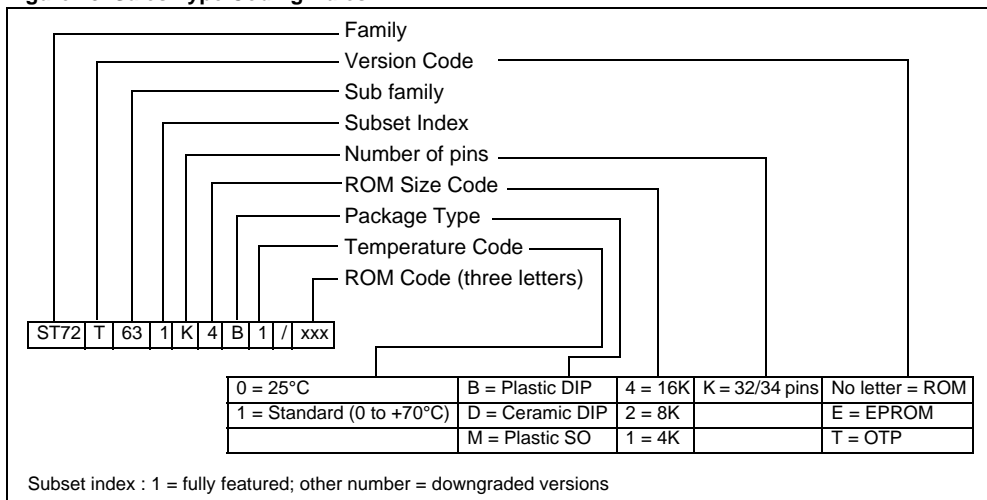 Family
Version Code
Sub family
Subset Index
Number of pins
ROM Size Code
Package Type
Temperature Code
ROM Code (three letters)
ST72 T 63 1 K 4 B 1 / xxx
0 = 25°C B = Plastic DIP 4 = 16K K = 32/34 pins No letter = ROM
1 = Standard (0 to +70°C) D = Ceramic DIP 2 = 8K E = EPROM
M = Plastic SO 1 = 4K T = OTP
Subset index : 1 = fully featured; other number = downgraded versions